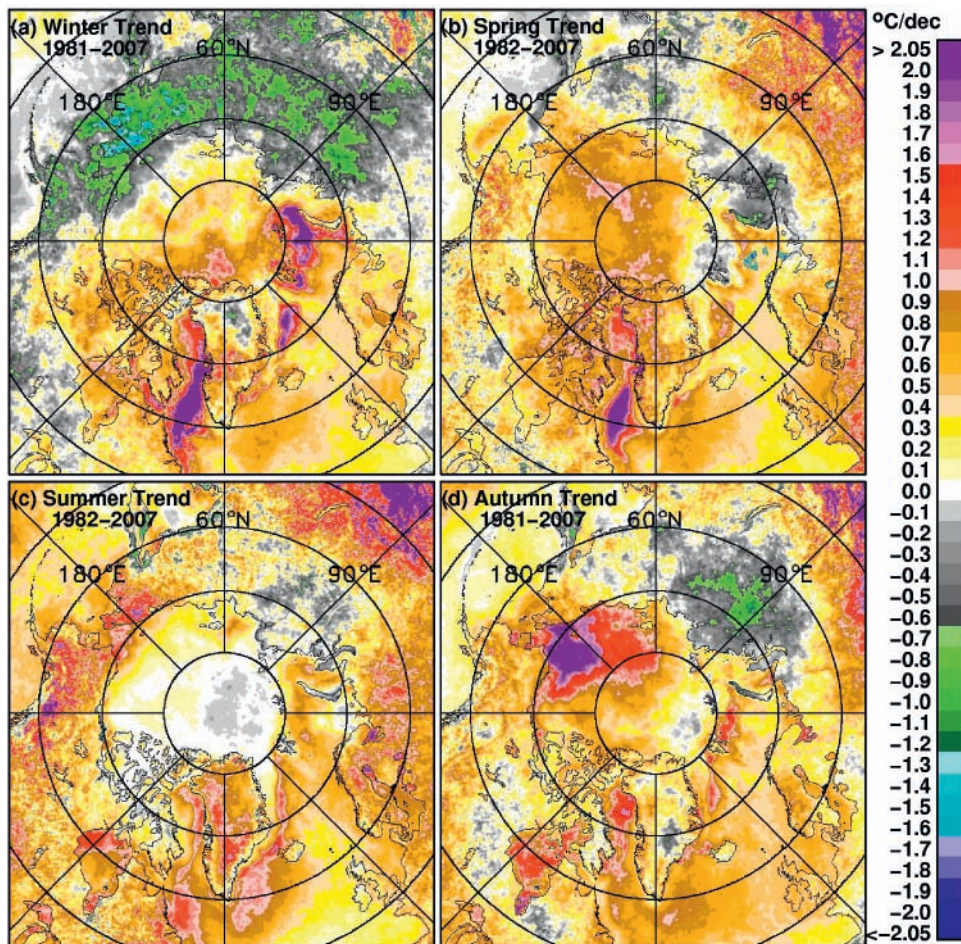 (a) Winter Trend
1981-2007
60°N
180°E
90°E
(b) Spring Trend
1982-2007
60°N
180°E
90°E
(c) Summer Trend
1982-2007
60°N
180°E
90°E
(d) Autumn Trend
1981-2007
60°N
180°E
90°E
°C/dec
> 2.05
2.0
1.9
1.8
1.7
1.6
1.5
1.4
1.3
1.2
1.1
1.0
0.9
0.8
0.7
0.6
0.5
0.4
0.3
0.2
0.1
0.0
-0.1
-0.2
-0.3
-0.4
-0.5
-0.6
-0.7
-0.8
-0.9
-1.0
-1.1
-1.2
-1.3
-1.4
-1.5
-1.6
-1.7
-1.8
-1.9
-2.0
<-2.05